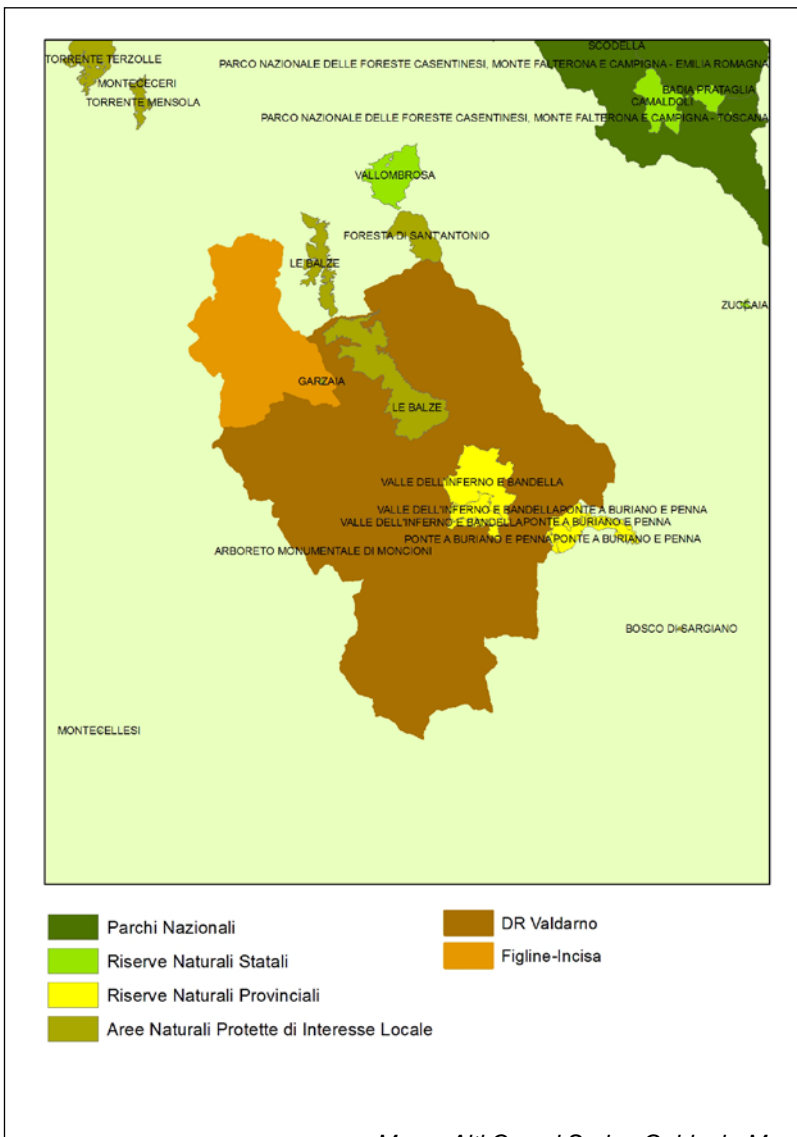 SCODELLA
TORRENTE TERZOLLE
PARCO NAZIONALE DELLE FORESTE CASENTINESI, MONTE FALTERONA E CAMPIGNA - EMILIA ROMAGNA
MONTECECERI
BADIA PRATAGLIA
TORRENTE MENSOLA
CAMALDOLI
PARCO NAZIONALE DELLE FORESTE CASENTINESI, MONTE FALTERONA E CAMPIGNA - TOSCANA
VALLOMBROSA
FORESTA DI SANT'ANTONIO
LE BALZE
ZUCCAIA
GARZAIA
LE BALZE
VALLE DELL'INFERNO E BANDELLA
VALLE DELL'INFERNO E BANDELLAPONTE A BURIANO E PENNA
VALLE DELL'INFERNO E BANDELLAPONTE A BURIANO E PENNA
PONTE A BURIANO E PENNAPONTE A BURIANO E PENNA
ARBORETO MONUMENTALE DI MONCIONI
BOSCO DI SARGIANO
MONTECELLESI
Parchi Nazionali
Riserve Naturali Statali
Riserve Naturali Provinciali
Aree Naturali Protette di Interesse Locale
DR Valdarno
Figline-Incisa